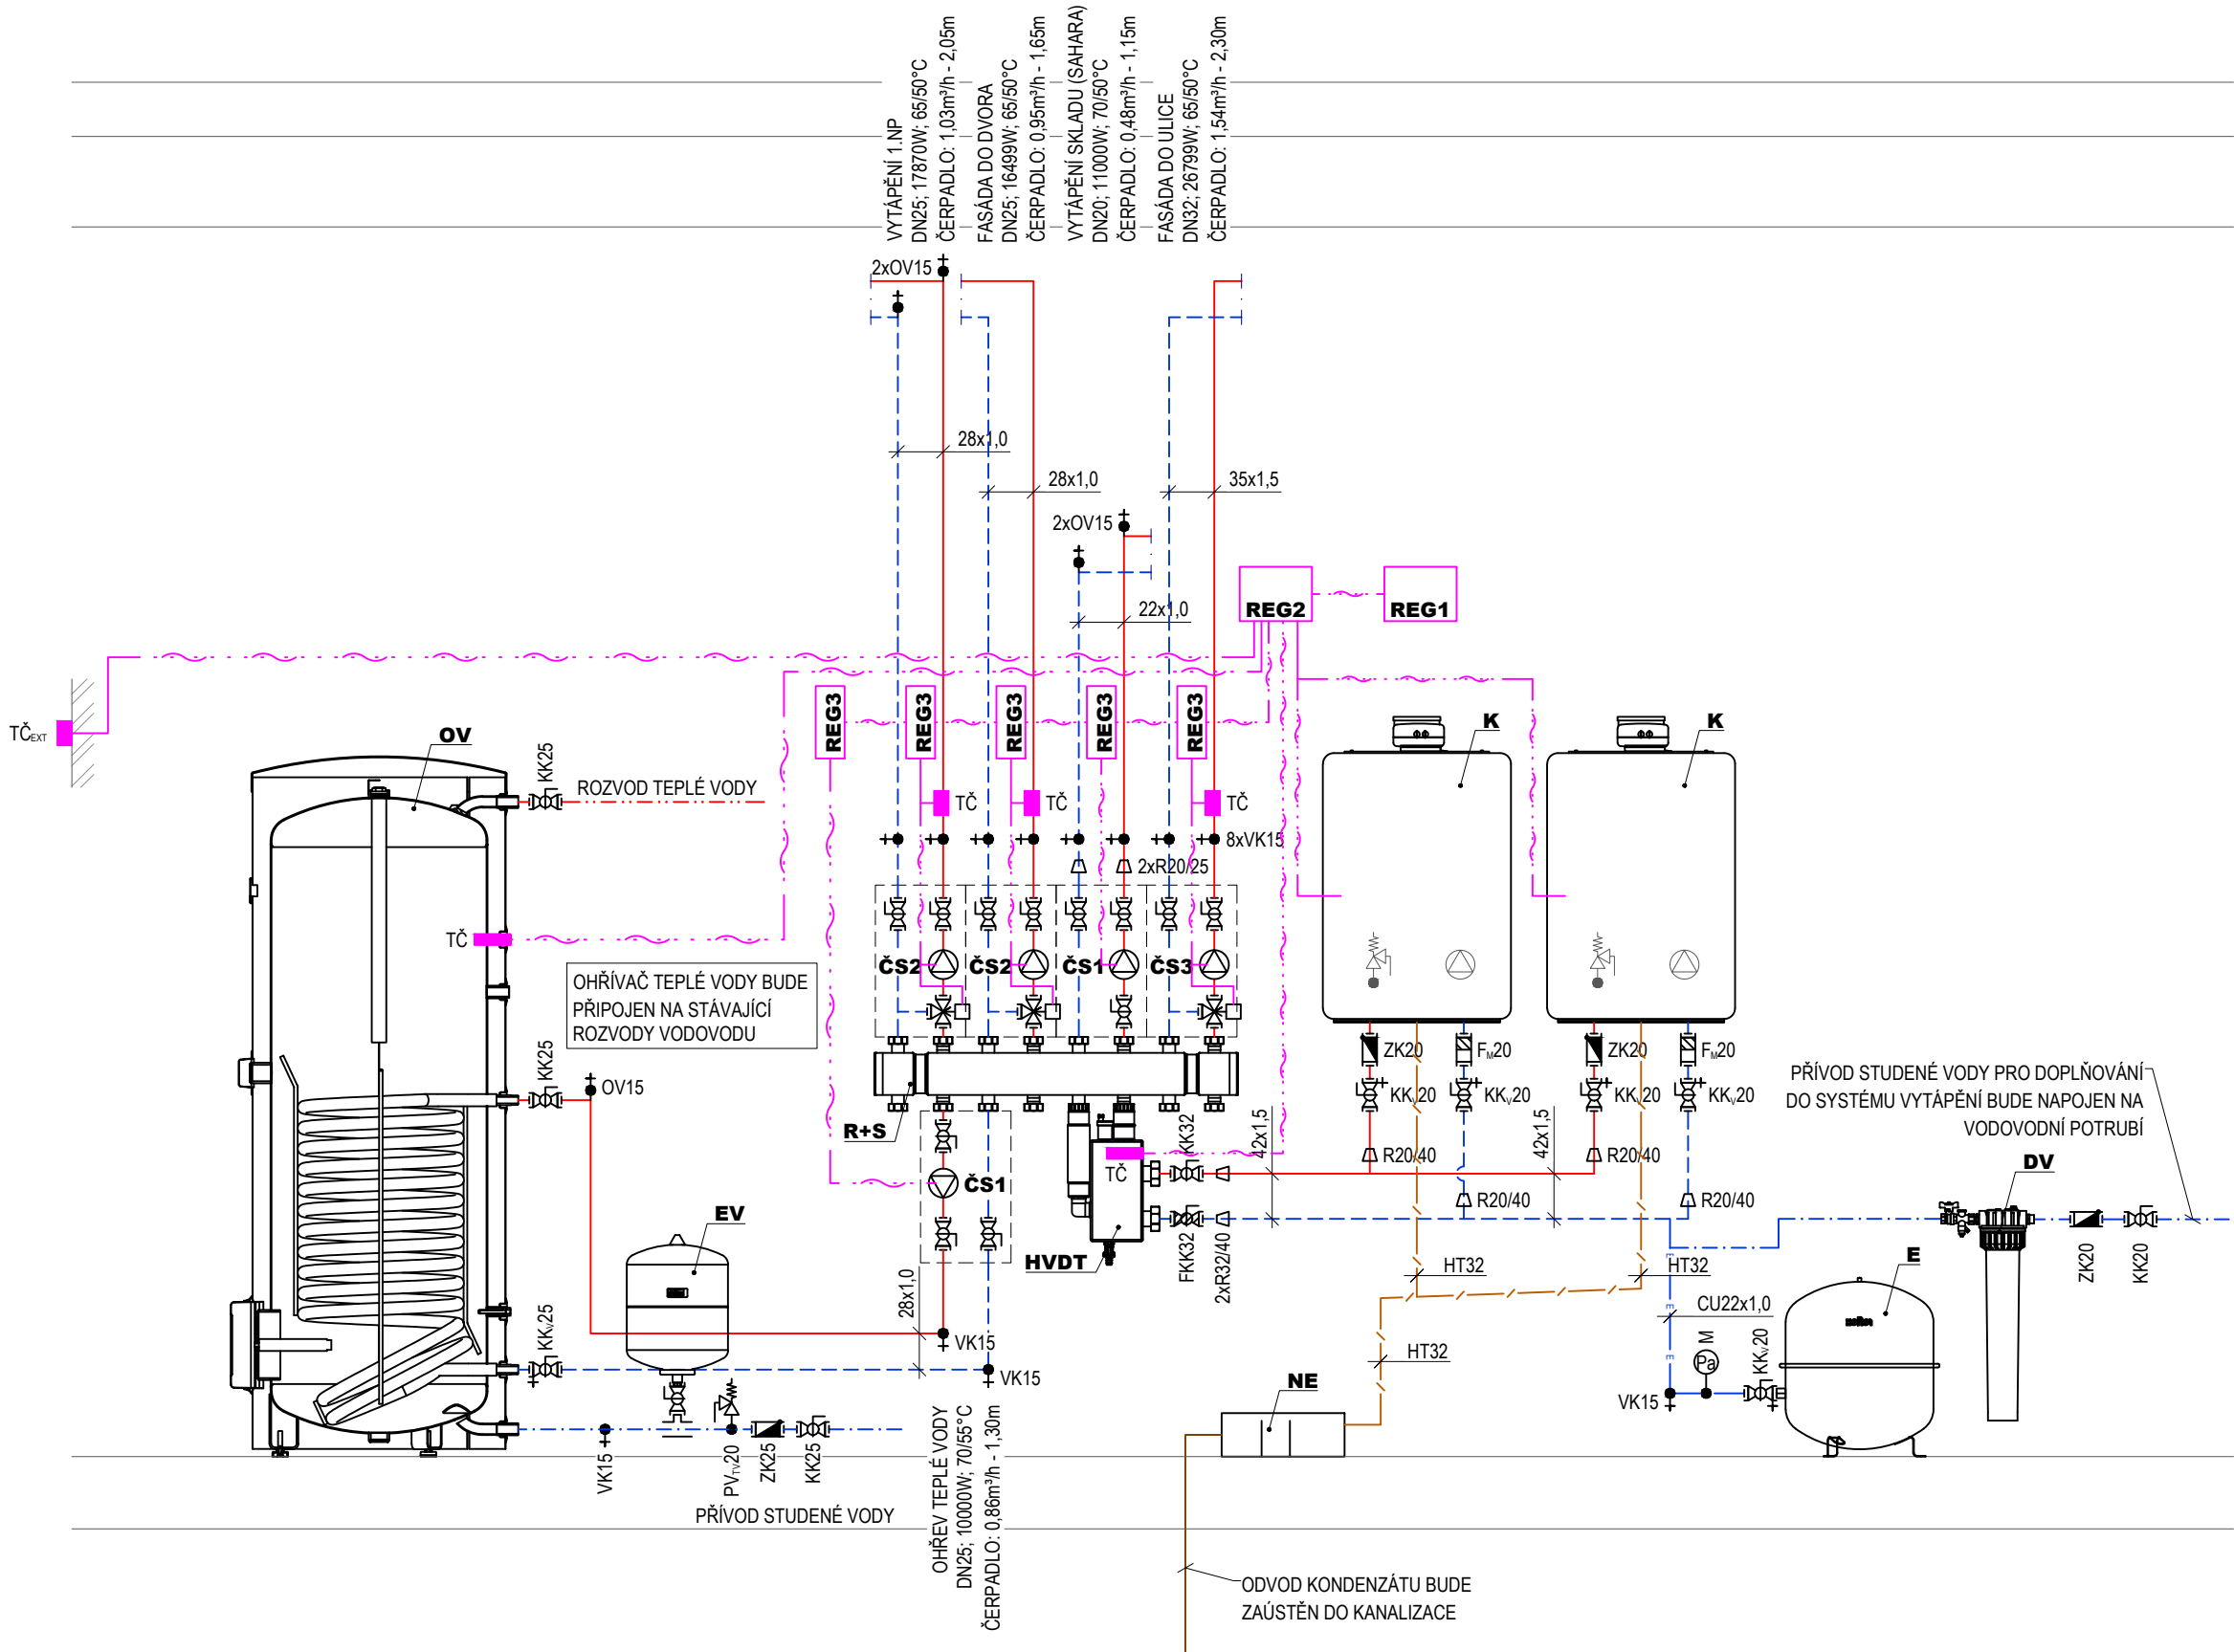 VYTÁPĚNÍ 1.NP
DN25; 17870W; 65/50°C
ČERPADLO: 1,03m³/h - 2,05m
FASÁDA DO DVORA
DN25; 16499W; 65/50°C
ČERPADLO: 0,95m³/h - 1,65m
VYTÁPĚNÍ SKLADU (SAHARA)
DN20; 11000W; 70/50°C
ČERPADLO: 0,48m³/h - 1,15m
FASÁDA DO ULICE
DN32; 26799W; 65/50°C
ČERPADLO: 1,54m³/h - 2,30m
2xOV15
28x1,0
28x1,0
35x1,5
2xOV15
22x1,0
REG2
REG1
TČEXT
REG3
REG3
REG3
REG3
REG3
OV
KK25
ROZVOD TEPLÉ VODY
K
K
TČ
TČ
TČ
8xVK15
2xR20/25
TČ
ČS2
ČS2
ČS1
ČS3
OHŘÍVAČ TEPLÉ VODY BUDE
PŘIPOJEN NA STÁVAJÍCÍ
ROZVODY VODOVODU
ZK20
FM20
ZK20
FM20
KK25
OV15
KKV20
KKV20
KKV20
KKV20
PŘÍVOD STUDENÉ VODY PRO DOPLŇOVÁNÍ
DO SYSTÉMU VYTÁPĚNÍ BUDE NAPOJEN NA
VODOVODNÍ POTRUBÍ
R+S
KK32
42x1,5
42x1,5
R20/40
R20/40
TČ
DV
ČS1
R20/40
R20/40
EV
HVDT
FKK32
2xR32/40
ZK20
KK20
HT32
HT32
E
28x1,0
CU22x1,0
VK15
KKV25
HT32
M
Pa
KKV20
VK15
NE
VK15
VK15
PVTV20
ZK25
KK25
PŘÍVOD STUDENÉ VODY
OHŘEV TEPLÉ VODY
DN25; 10000W; 70/55°C
ČERPADLO: 0,86m³/h - 1,30m
ODVOD KONDENZÁTU BUDE
ZAÚSTĚN DO KANALIZACE